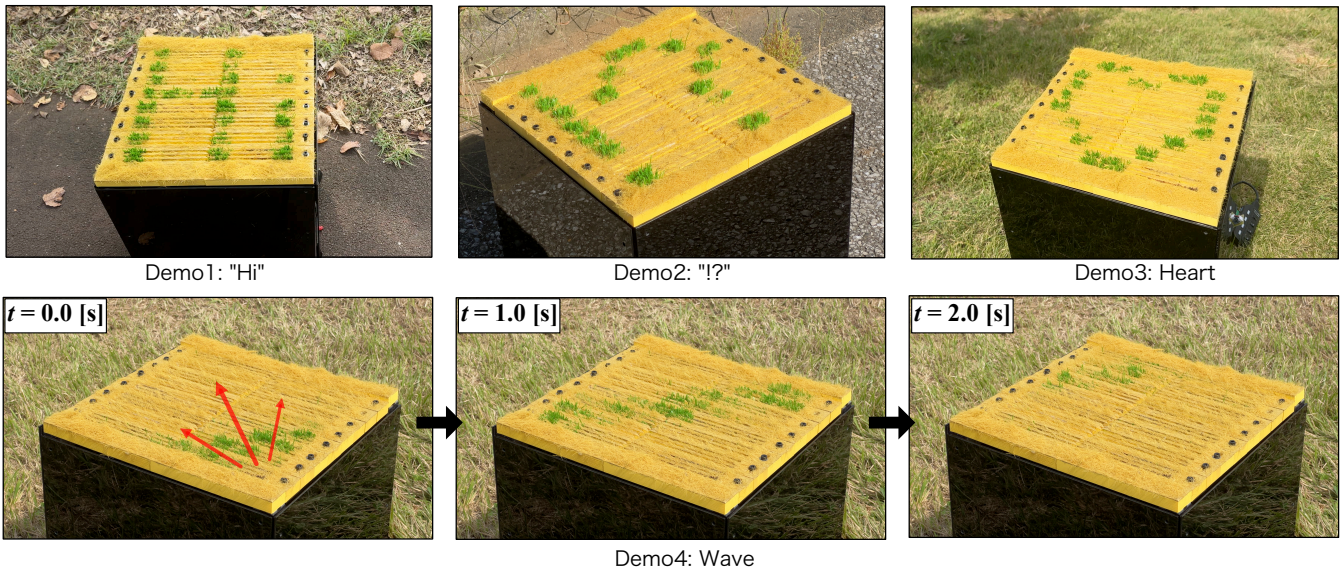 Demo1: "Hi"
Demo2: "!?"
Demo3: Heart
t = 0.0 [s]
t = 1.0 [s]
t = 2.0 [s]
Demo4: Wave